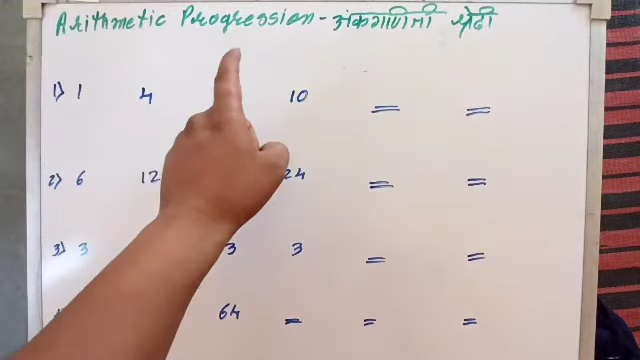 Arithmetic Progression - अंकगणिती श्रेढी
1) 1 4 10 = =
2) 6 12 24 = =
3) 3 3 3 = =
64 = = =